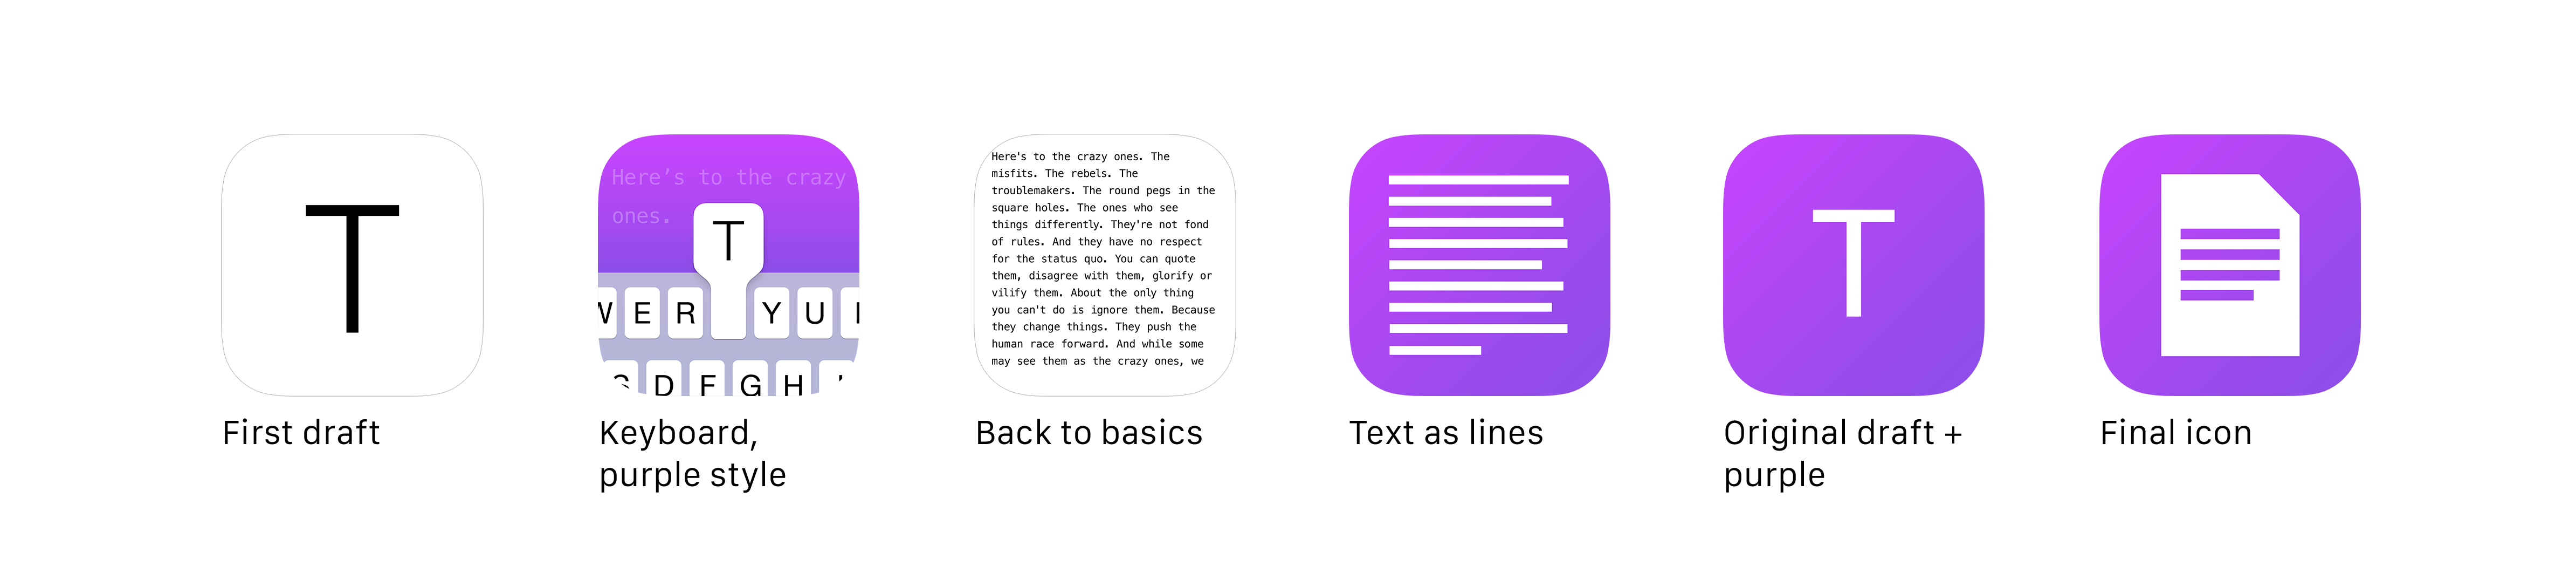 T
Here’s to the crazy
ones.
T
W E R Y U I
S D F G H
Here's to the crazy ones. The
misfits. The rebels. The
troublemakers. The round pegs in the
square holes. The ones who see
things differently. They're not fond
of rules. And they have no respect
for the status quo. You can quote
them, disagree with them, glorify or
vilify them. About the only thing
you can't do is ignore them. Because
they change things. They push the
human race forward. And while some
may see them as the crazy ones, we
T
First draft
Keyboard,
purple style
Back to basics
Text as lines
Original draft +
purple
Final icon